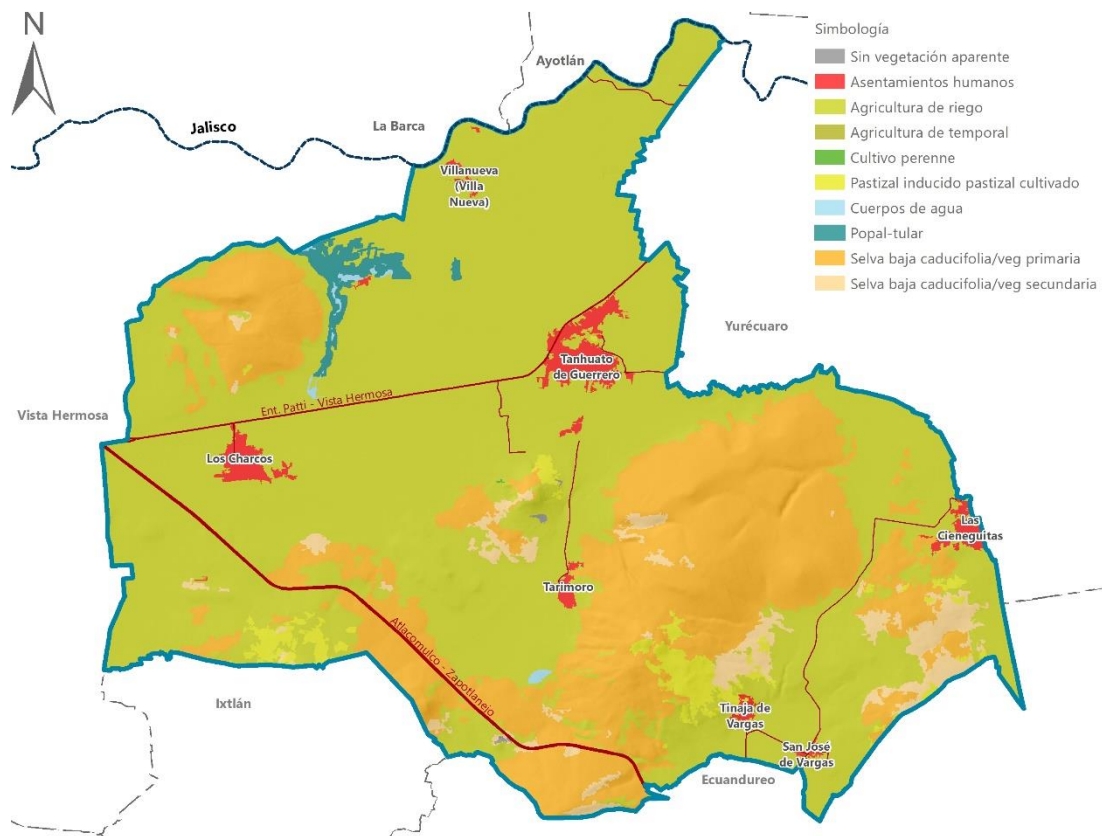 N
Simbología
Sin vegetación aparente
Asentamientos humanos
Agricultura de riego
Agricultura de temporal
Cultivo perenne
Pastizal inducido pastizal cultivado
Cuerpos de agua
Popal-tular
Selva baja caducifolia/veg primaria
Selva baja caducifolia/veg secundaria
Ayotlán
La Barca
Jalisco
Villanueva
(Villa
Nueva)
Yurécuaro
Tanhuato
de Guerrero
Ent. Patti - Vista Hermosa
Vista Hermosa
Los Charcos
Las
Cieneguitas
Tarimoro
Atlacomulco - Zapotlanejo
Ixtlán
Tinaja de
Vargas
San José
de Vargas
Ecuandureo